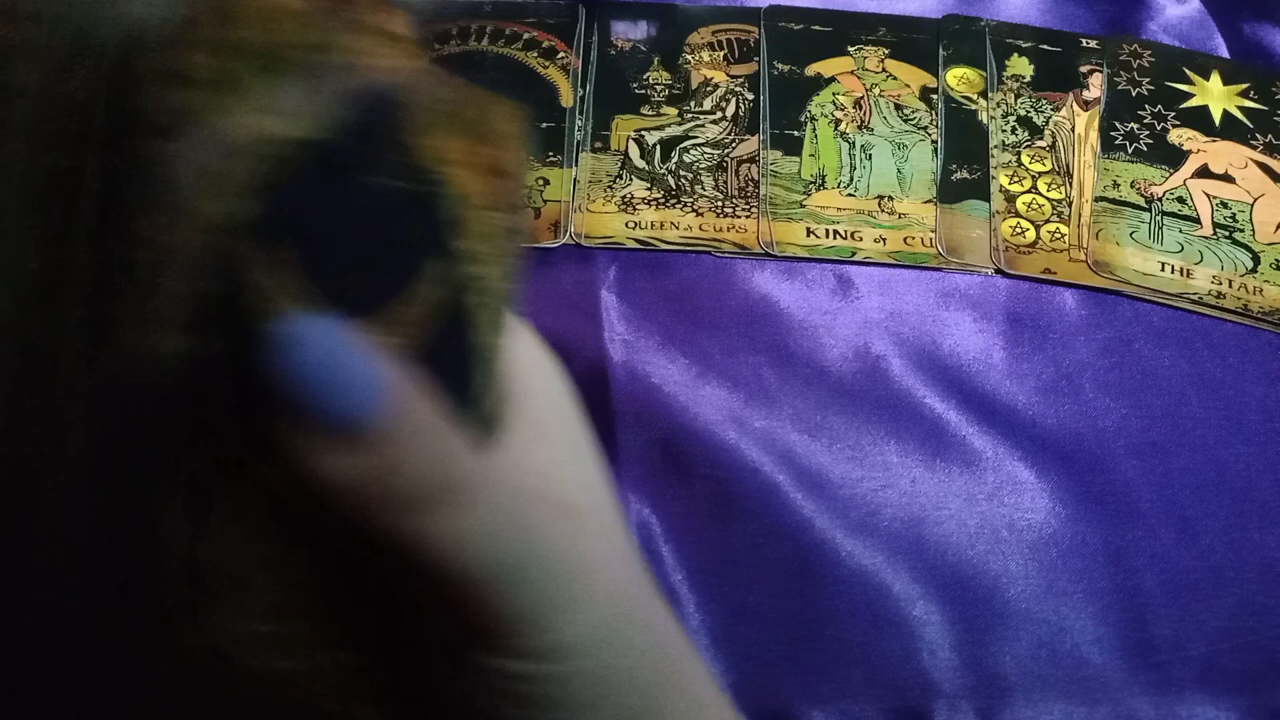 QUEEN of CUPS
KING of CU
IX
THE STAR